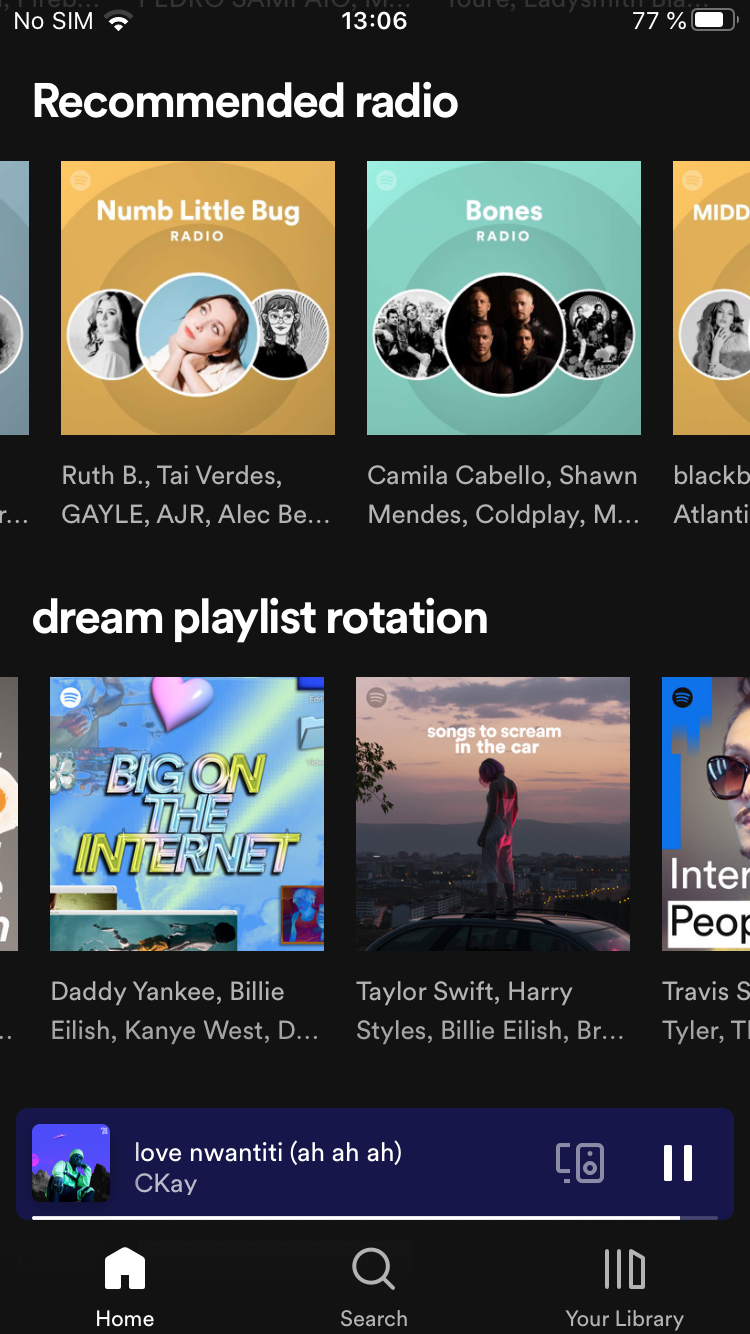 No SIM 13:06 77 %
Recommended radio
Numb Little Bug
RADIO
Bones
RADIO
MIDD
Ruth B., Tai Verdes,
GAYLE, AJR, Alec Be...
Camila Cabello, Shawn
Mendes, Coldplay, M...
blackb
Atlanti
r...
dream playlist rotation
BIG ON
THE
INTERNET
songs to scream
in the car
Inter
Peop
Daddy Yankee, Billie
Eilish, Kanye West, D...
Taylor Swift, Harry
Styles, Billie Eilish, Br...
Travis S
Tyler, Th
love nwantiti (ah ah ah)
CKay
Home
Search
Your Library